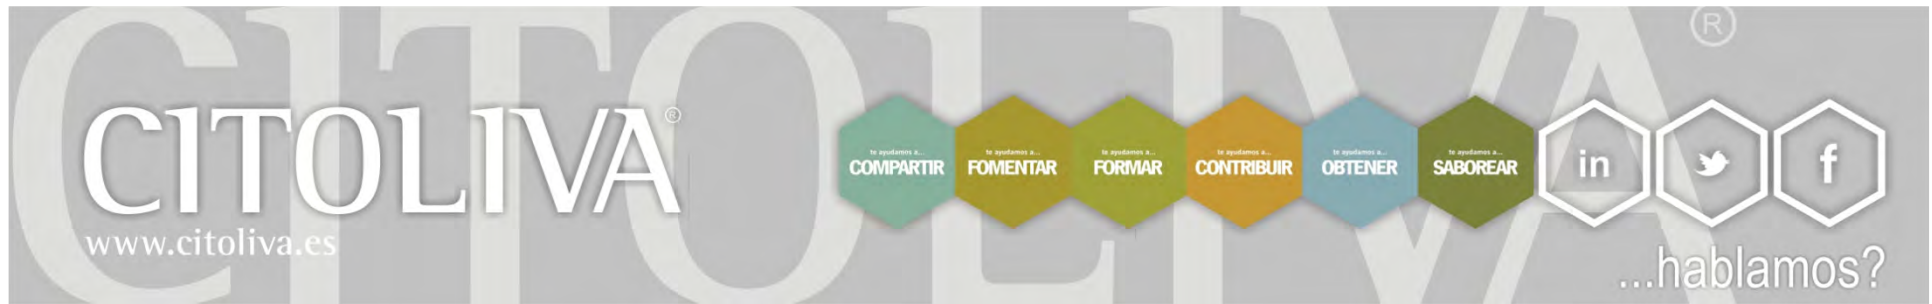 CITOLIVA®
CITOLIVA®
www.citoliva.es
te ayudamos a...
COMPARTIR
te ayudamos a...
FOMENTAR
te ayudamos a...
FORMAR
te ayudamos a...
CONTRIBUIR
te ayudamos a...
OBTENER
te ayudamos a...
SABOREAR
in
f
...hablamos?